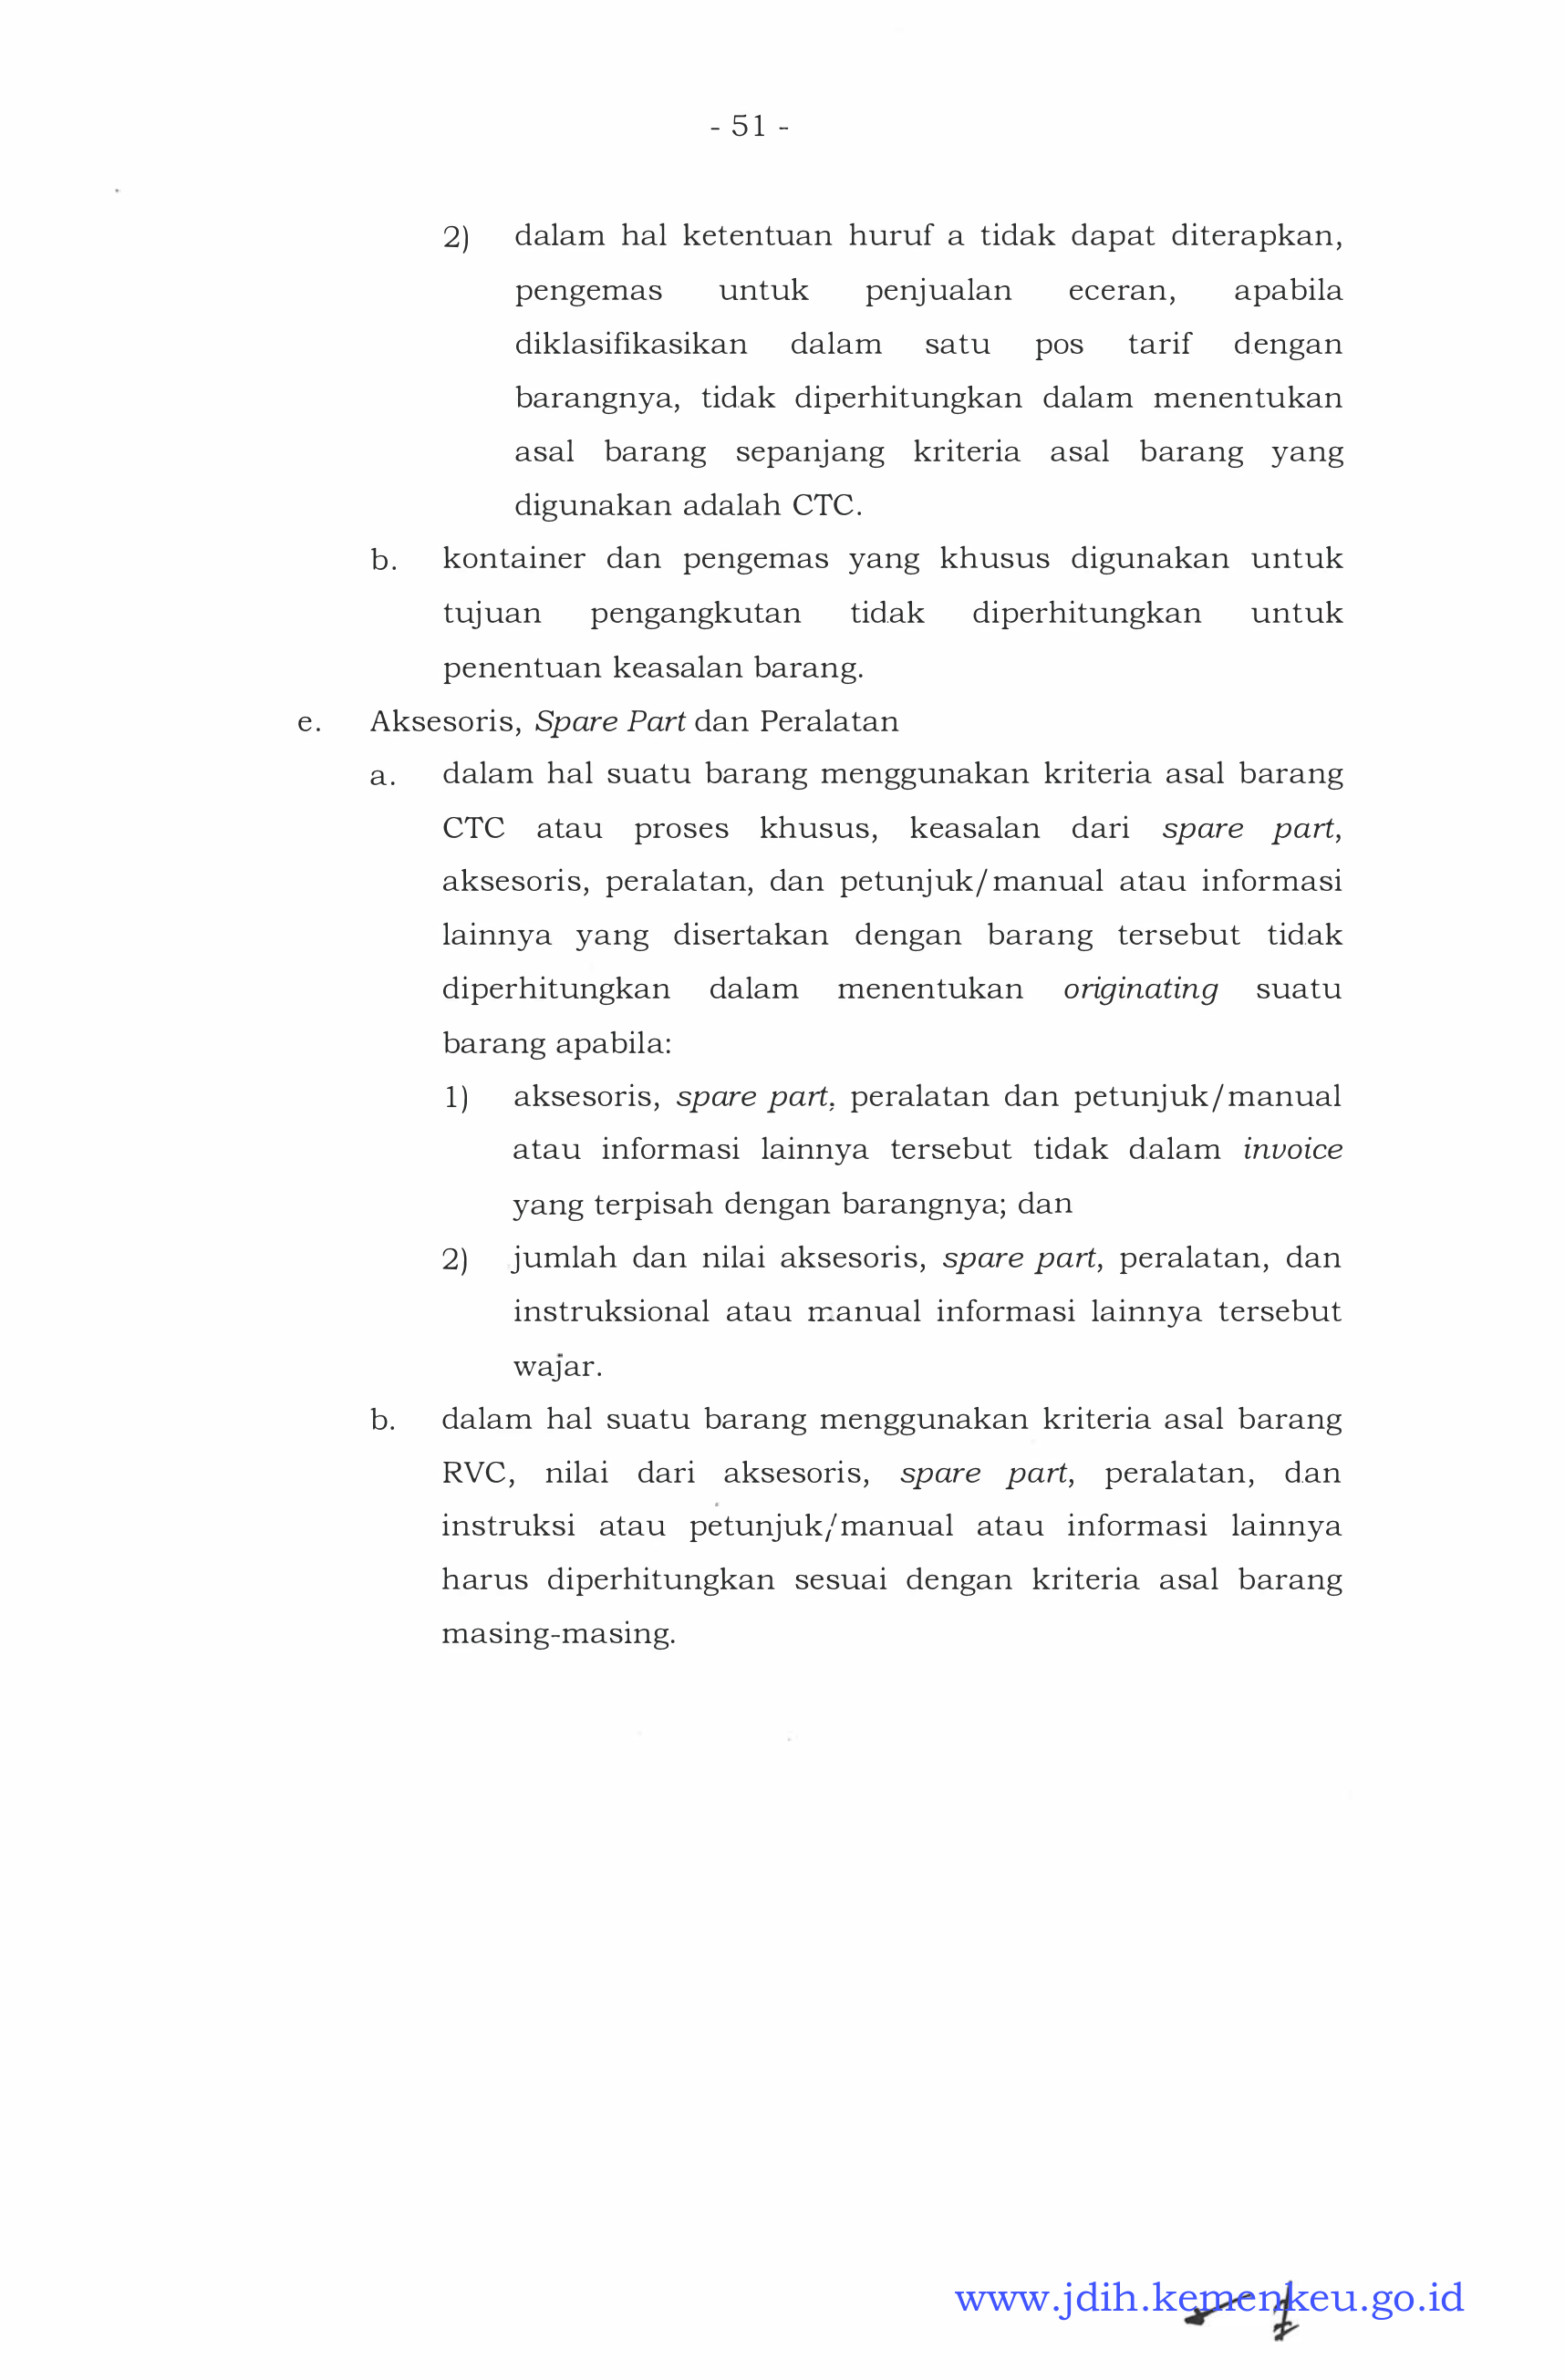 - 51 -
2) dalam hal ketentuan huruf a tidak dapat diterapkan,
pengemas untuk penjualan eceran, apabila
diklasifikasikan dalam satu pos tarif dengan
barangnya, tidak diperhitungkan dalam menentukan
asal barang sepanjang kriteria asal barang yang
digunakan adalah CTC.
b. kontainer dan pengemas yang khusus digunakan untuk
tujuan pengangkutan tidak diperhitungkan untuk
penentuan keasalan barang.
e. Aksesoris, Spare Part dan Peralatan
a. dalam hal suatu barang menggunakan kriteria asal barang
CTC atau proses khusus, keasalan dari spare part,
aksesoris, peralatan, dan petunjuk/manual atau informasi
lainnya yang disertakan dengan barang tersebut tidak
diperhitungkan dalam menentukan originating suatu
barang apabila:
1) aksesoris, spare part, peralatan dan petunjuk/manual
atau informasi lainnya tersebut tidak dalam invoice
yang terpisah dengan barangnya; dan
2) jumlah dan nilai aksesoris, spare part, peralatan, dan
instruksional atau manual informasi lainnya tersebut
wajar.
b. dalam hal suatu barang menggunakan kriteria asal barang
RVC, nilai dari aksesoris, spare part, peralatan, dan
instruksi atau petunjuk/manual atau informasi lainnya
harus diperhitungkan sesuai dengan kriteria asal barang
masing-masing.
www.jdih.kemenkeu.go.id